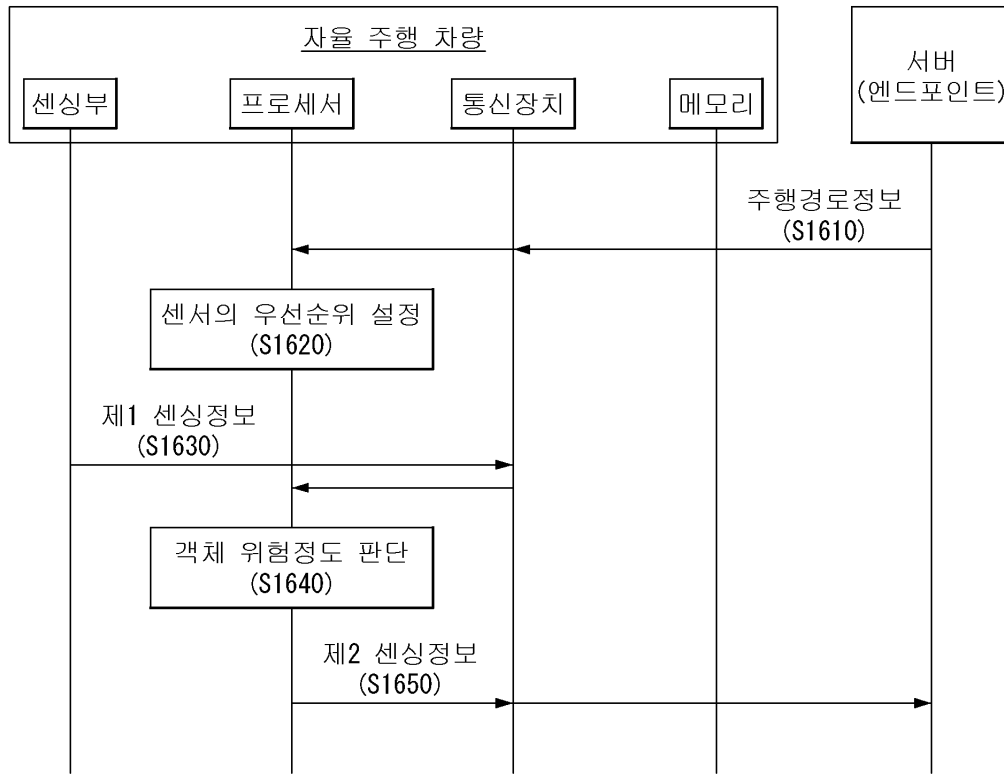 자율 주행 차량
서버
(엔드포인트)
센싱부
프로세서
통신장치
메모리
주행경로정보
(S1610)
센서의 우선순위 설정
(S1620)
제1 센싱정보
(S1630)
객체 위험정도 판단
(S1640)
제2 센싱정보
(S1650)